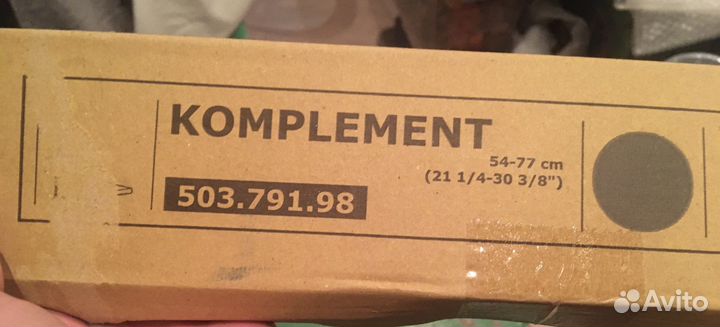 KOMPLEMENT
54-77 cm
(21 1/4-30 3/8")
503.791.98
Avito